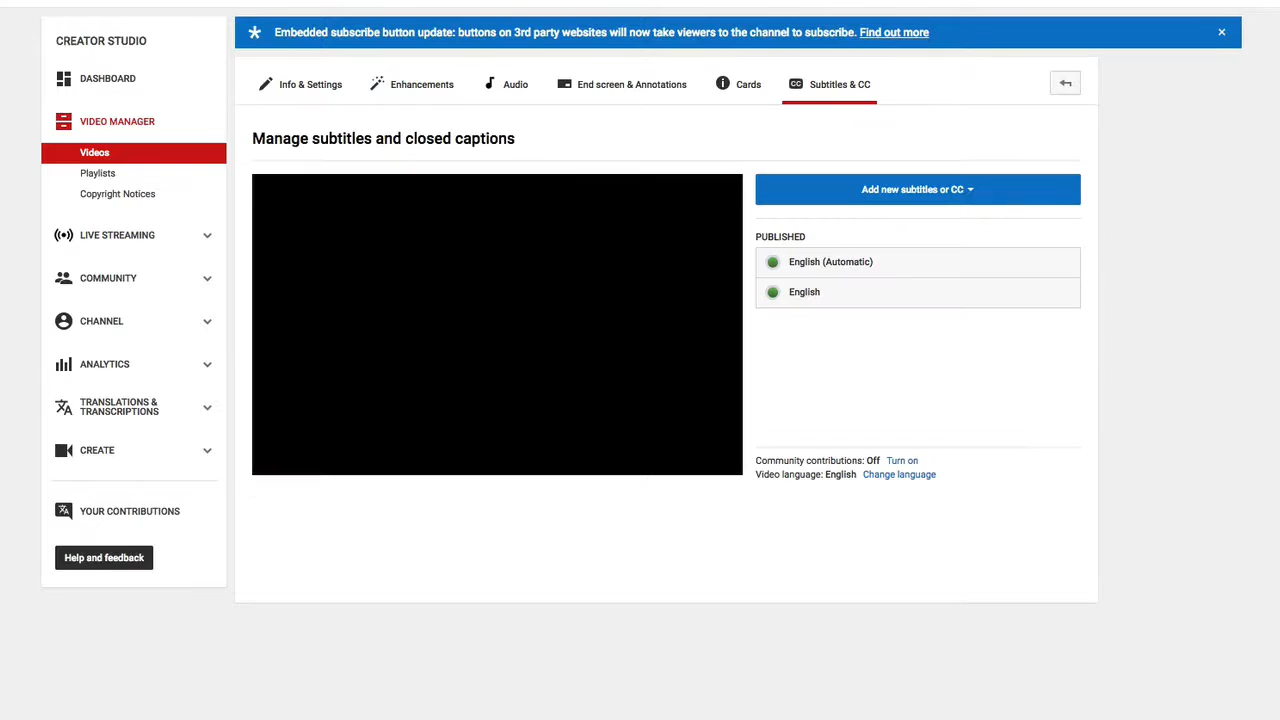 CREATOR STUDIO
DASHBOARD
VIDEO MANAGER
Videos
Playlists
Copyright Notices
LIVE STREAMING
COMMUNITY
CHANNEL
ANALYTICS
TRANSLATIONS &
TRANSCRIPTIONS
CREATE
YOUR CONTRIBUTIONS
Help and feedback
Embedded subscribe button update: buttons on 3rd party websites will now take viewers to the channel to subscribe. Find out more
Info & Settings
Enhancements
Audio
End screen & Annotations
Cards
CC Subtitles & CC
Manage subtitles and closed captions
Add new subtitles or CC
PUBLISHED
English (Automatic)
English
Community contributions: Off Turn on
Video language: English Change language